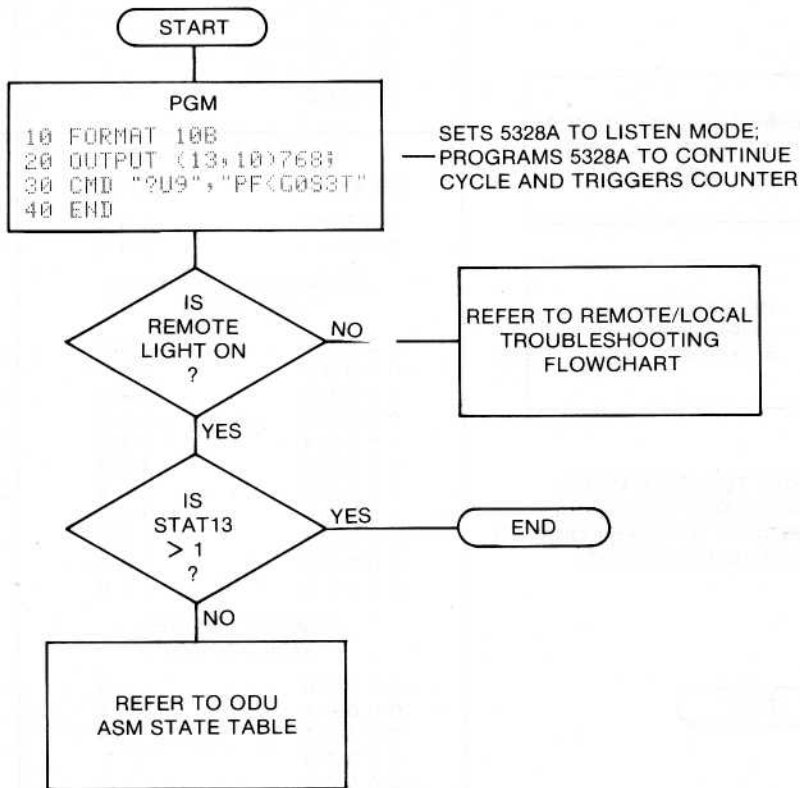 START
PGM
10 FORMAT 10B
20 OUTPUT (13,10)768;
30 CMD "?U9","PF<G0S3T"
40 END
SETS 5328A TO LISTEN MODE;
PROGRAMS 5328A TO CONTINUE
CYCLE AND TRIGGERS COUNTER
IS
REMOTE
LIGHT ON
?
NO
REFER TO REMOTE/LOCAL
TROUBLESHOOTING
FLOWCHART
YES
IS
STAT13
> 1
?
YES
END
NO
REFER TO ODU
ASM STATE TABLE